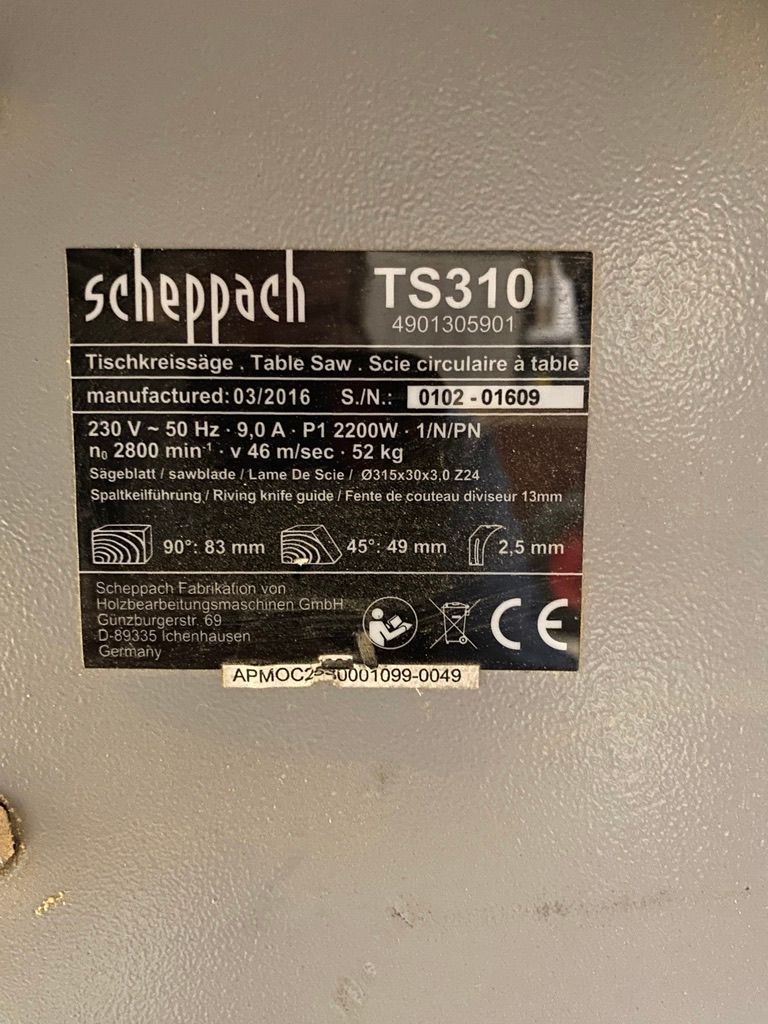 scheppach TS310
4901305901
Tischkreissäge . Table Saw . Scie circulaire à table
manufactured: 03/2016 S./N.: 0102 - 01609
230 V ~ 50 Hz · 9,0 A · P1 2200W · 1/N/PN
n₀ 2800 min⁻¹ · v 46 m/sec · 52 kg
Sägeblatt / sawblade / Lame De Scie / Ø315x30x3,0 Z24
Spaltkeilführung / Riving knife guide / Fente de couteau diviseur 13mm
90°: 83 mm 45°: 49 mm 2,5 mm
Scheppach Fabrikation von
Holzbearbeitungsmaschinen GmbH
Günzburgerstr. 69
D-89335 Ichenhausen
Germany
CE